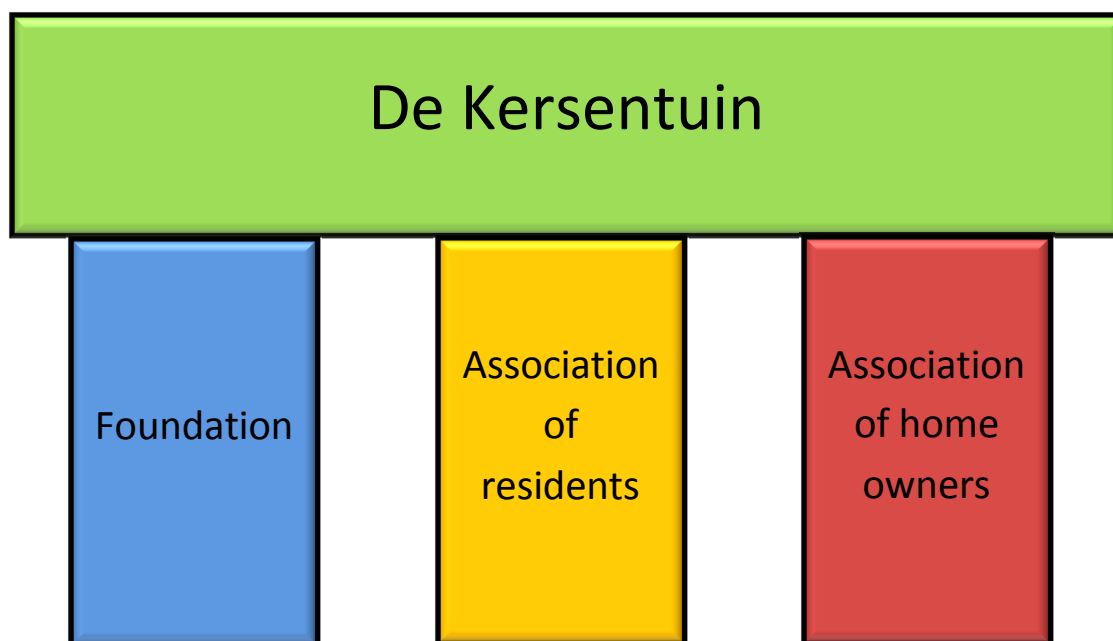 De Kersentuin
Foundation
Association
of
residents
Association
of home
owners